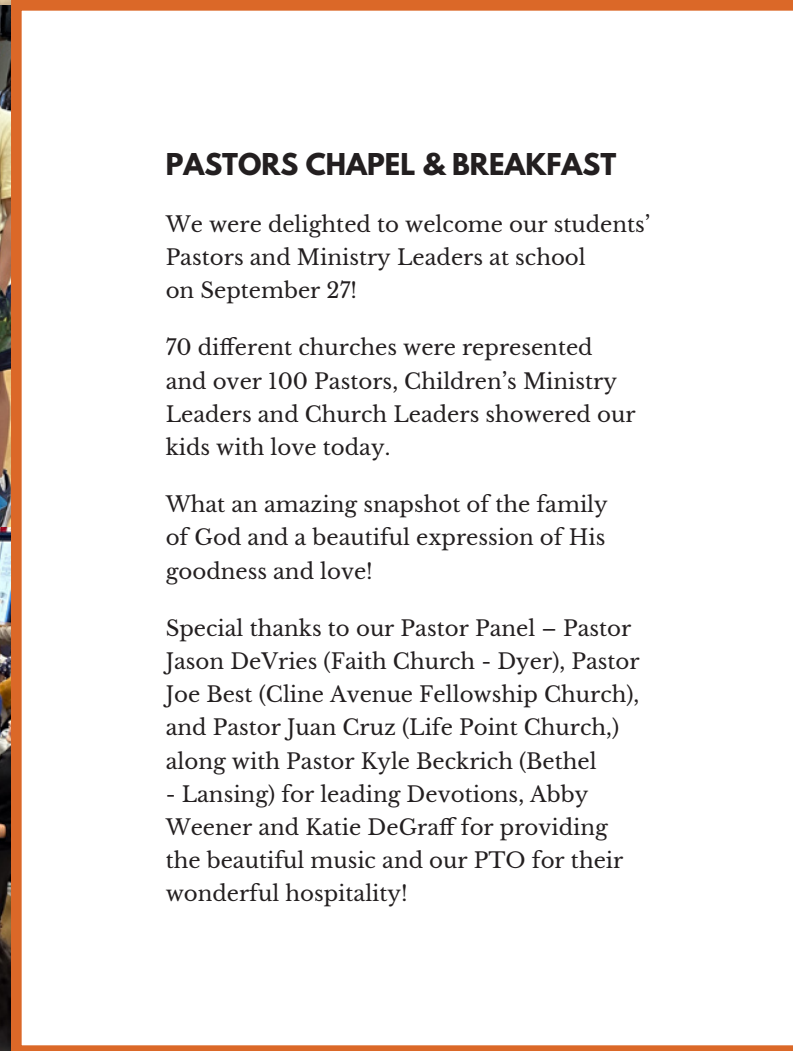 PASTORS CHAPEL & BREAKFAST
We were delighted to welcome our students’
Pastors and Ministry Leaders at school
on September 27!
70 different churches were represented
and over 100 Pastors, Children’s Ministry
Leaders and Church Leaders showered our
kids with love today.
What an amazing snapshot of the family
of God and a beautiful expression of His
goodness and love!
Special thanks to our Pastor Panel – Pastor
Jason DeVries (Faith Church - Dyer), Pastor
Joe Best (Cline Avenue Fellowship Church),
and Pastor Juan Cruz (Life Point Church,)
along with Pastor Kyle Beckrich (Bethel
- Lansing) for leading Devotions, Abby
Weener and Katie DeGraff for providing
the beautiful music and our PTO for their
wonderful hospitality!